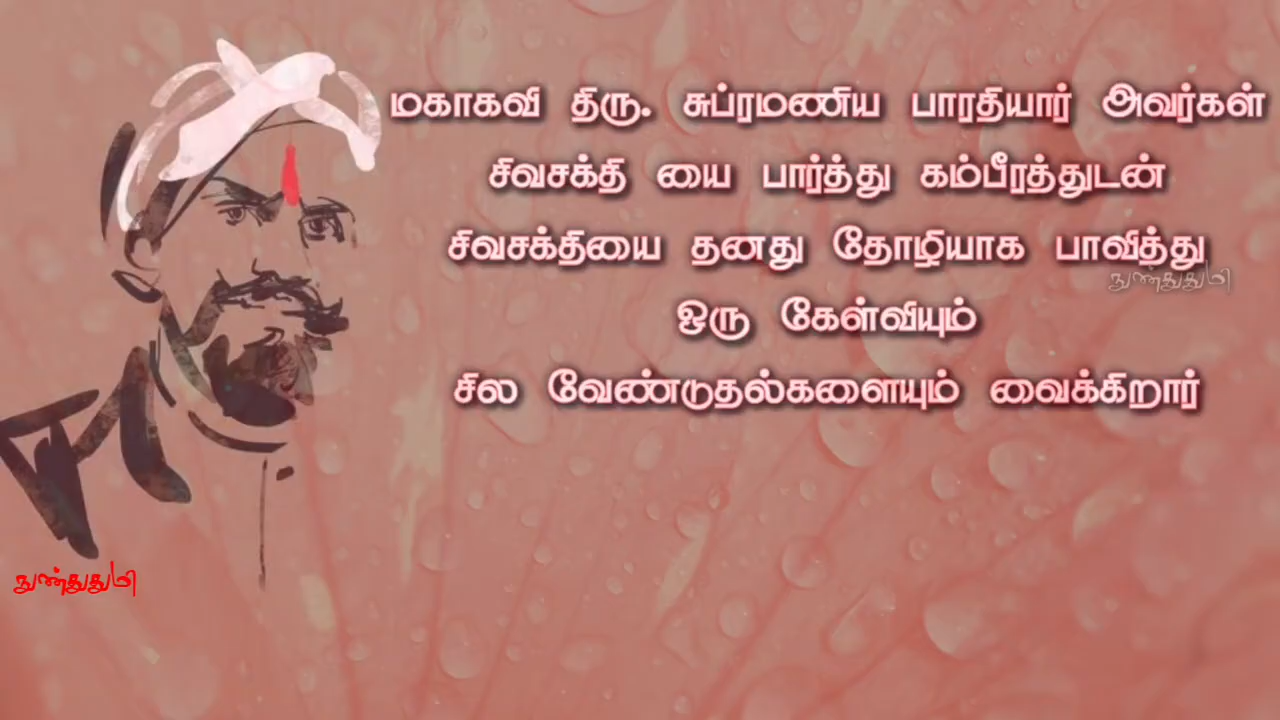 மகாகவி திரு. சுப்ரமணிய பாரதியார் அவர்கள்
சிவசக்தி யை பார்த்து கம்பீரத்துடன்
சிவசக்தியை தனது தோழியாக பாவித்து
நுண்துதுமி
ஒரு கேள்வியும்
சில வேண்டுதல்களையும் வைக்கிறார்
நுண்துதுமி